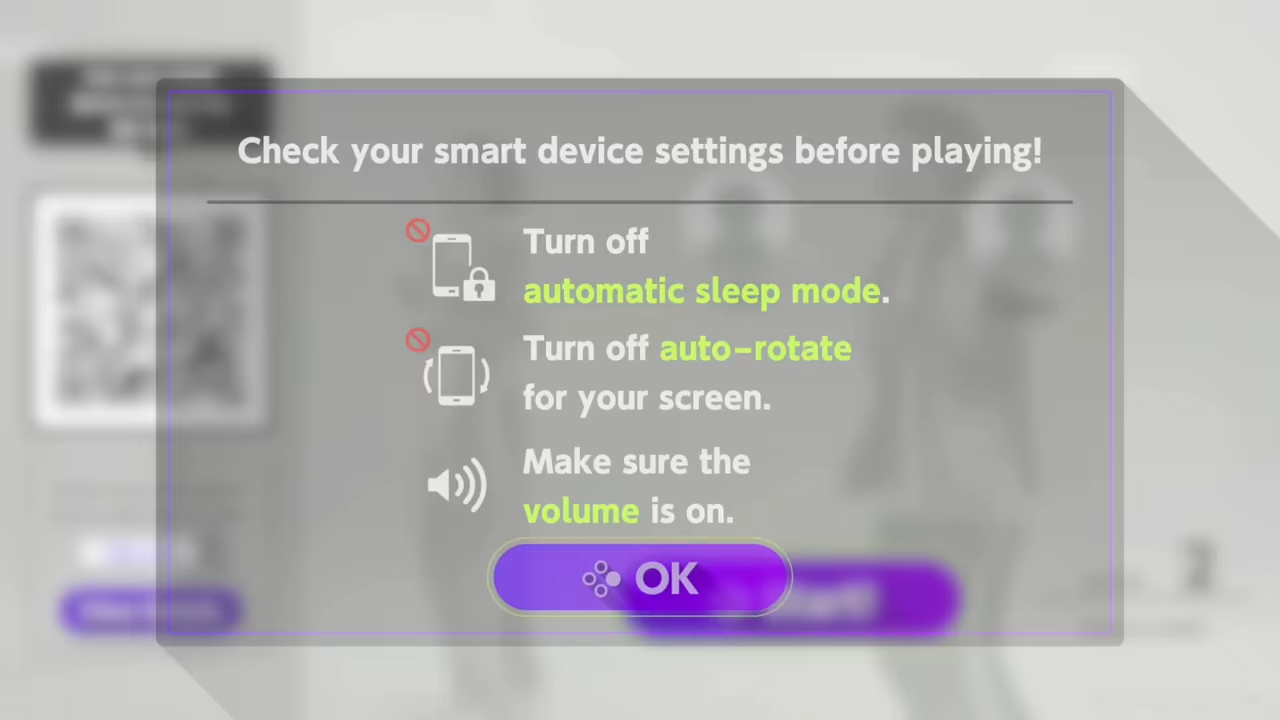 Check your smart device settings before playing!
Turn off
automatic sleep mode.
Turn off auto-rotate
for your screen.
Make sure the
volume is on.
OK